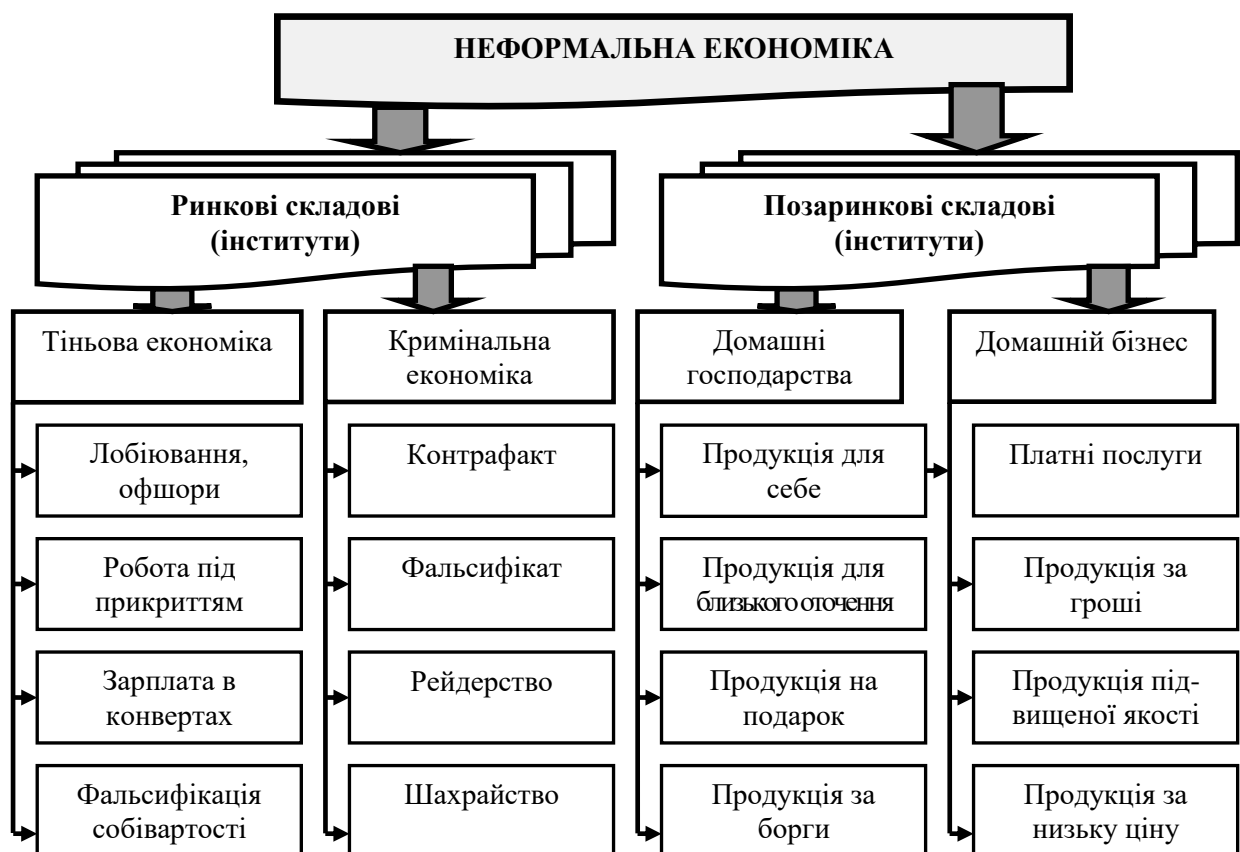 НЕФОРМАЛЬНА ЕКОНОМІКА
Ринкові складові
(інститути)
Позаринкові складові
(інститути)
Тіньова економіка
Кримінальна
економіка
Домашні
господарства
Домашній бізнес
Лобіювання,
офшори
Контрафакт
Продукція для
себе
Платні послуги
Робота під
прикриттям
Фальсифікат
Продукція для
близького оточення
Продукція за
гроші
Зарплата в
конвертах
Рейдерство
Продукція на
подарок
Продукція під-
вищеної якості
Фальсифікація
собівартості
Шахрайство
Продукція за
борги
Продукція за
низьку ціну